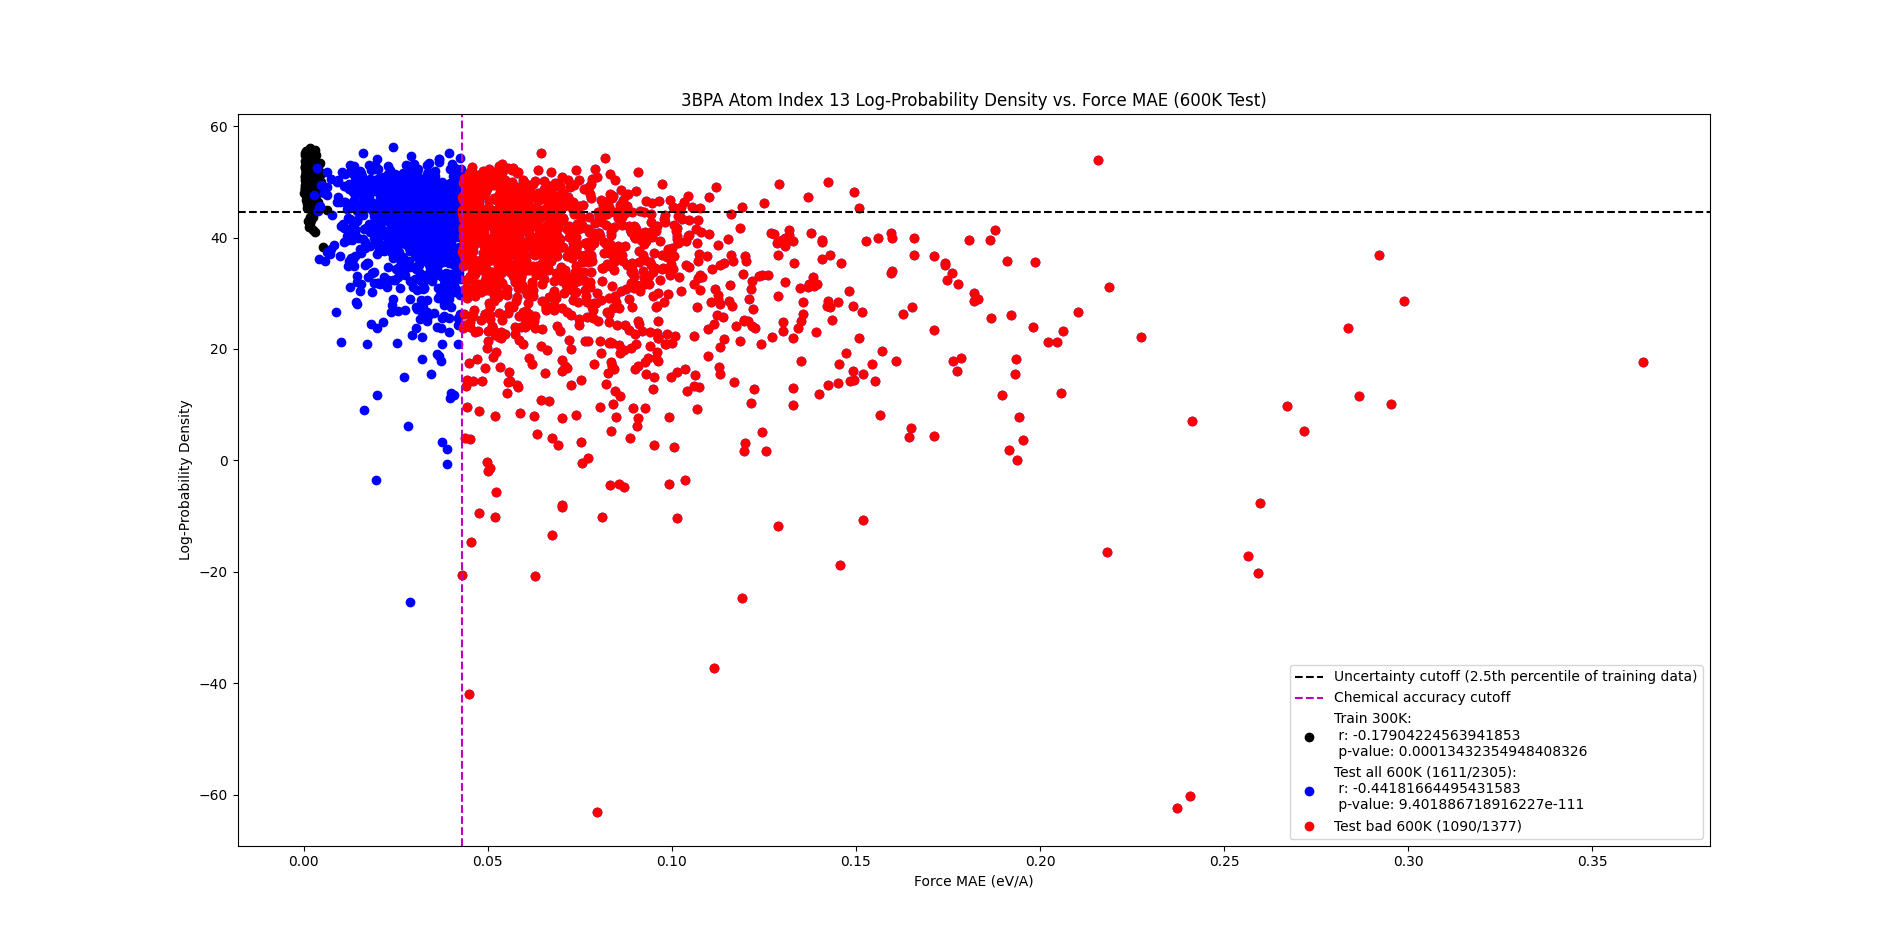 3BPA Atom Index 13 Log-Probability Density vs. Force MAE (600K Test)
60
40
20
0
−20
−40
−60
Log-Probability Density
0.00
0.05
0.10
0.15
0.20
0.25
0.30
0.35
Force MAE (eV/A)
Uncertainty cutoff (2.5th percentile of training data)
Chemical accuracy cutoff
Train 300K:
r: -0.17904224563941853
p-value: 0.00013432354948408326
Test all 600K (1611/2305):
r: -0.44181664495431583
p-value: 9.401886718916227e-111
Test bad 600K (1090/1377)